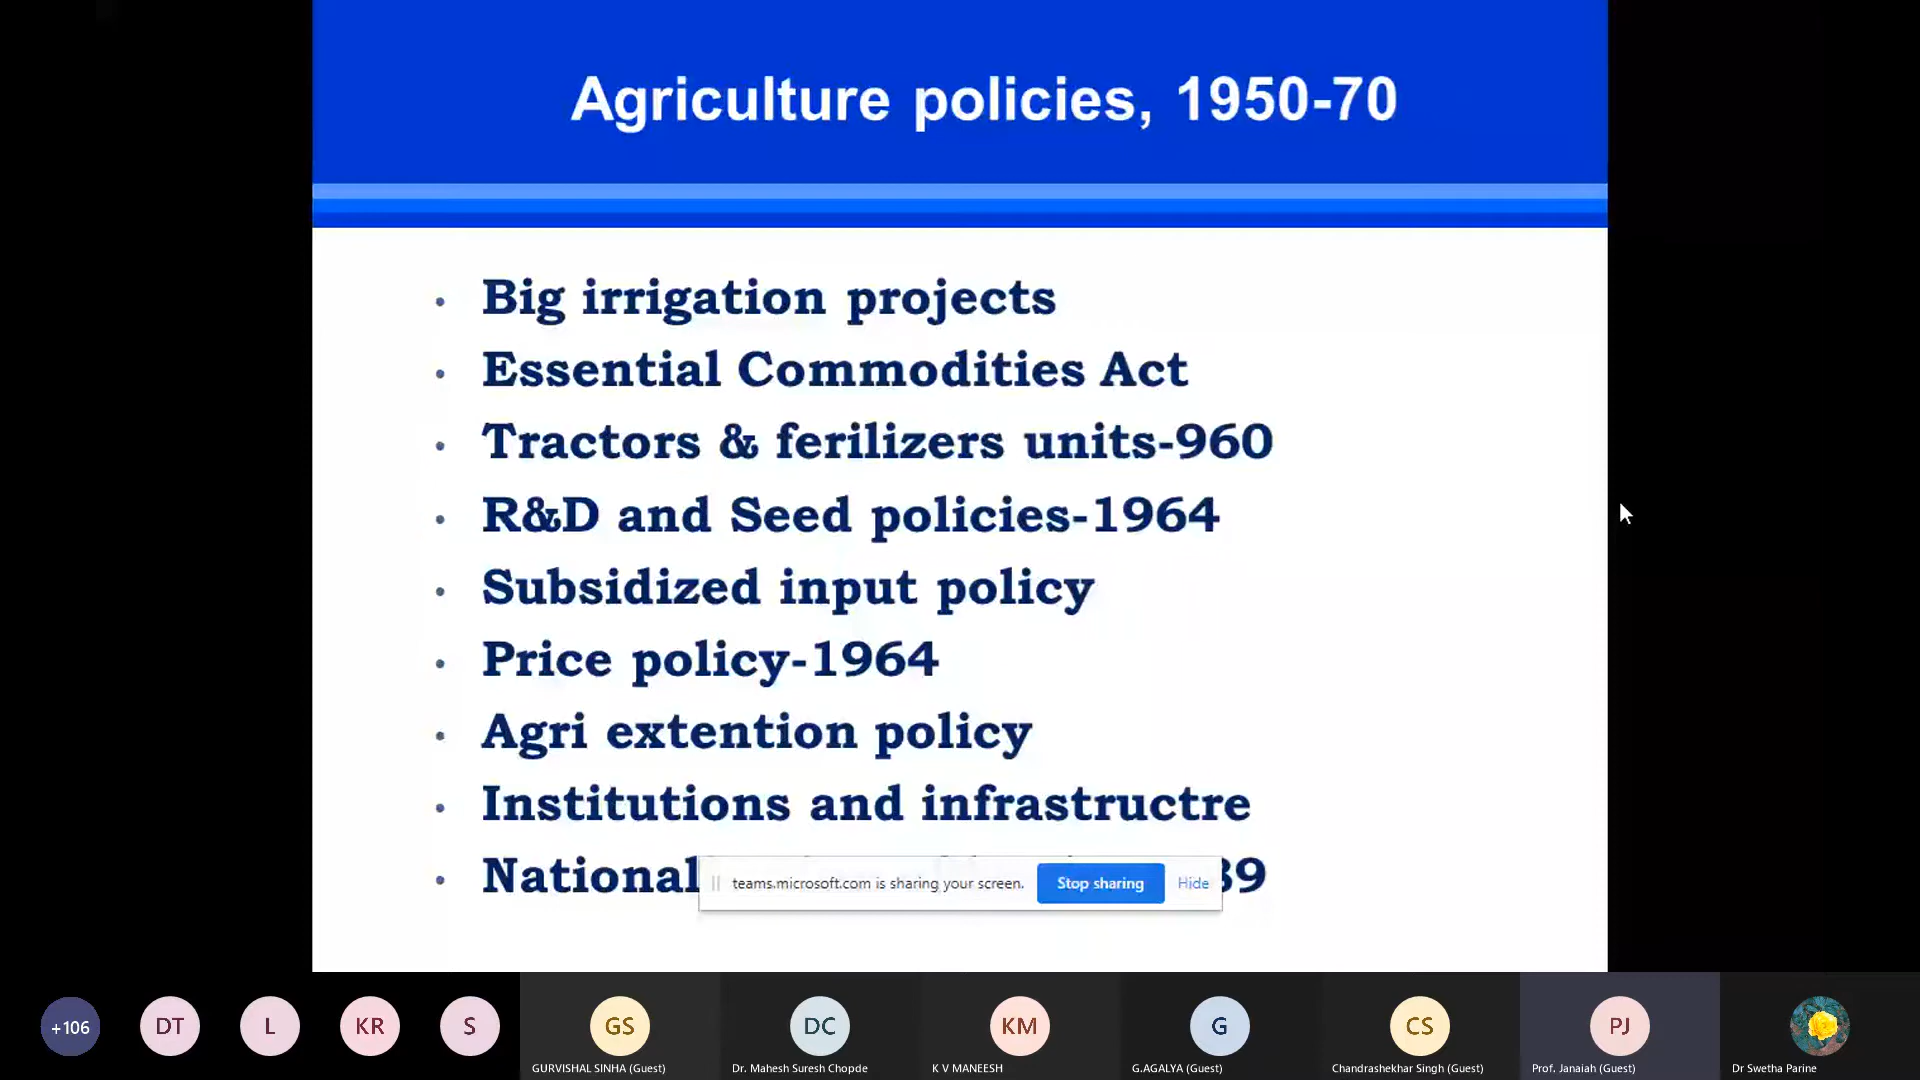 Agriculture policies, 1950-70
• Big irrigation projects
• Essential Commodities Act
• Tractors & ferilizers units-960
• R&D and Seed policies-1964
• Subsidized input policy
• Price policy-1964
• Agri extention policy
• Institutions and infrastructre
• National
teams.microsoft.com is sharing your screen. Stop sharing Hide
+106 DT L KR S GS DC KM G CS PJ
GURVISHAL SINHA (Guest) Dr. Mahesh Suresh Chopde K V MANEESH G.AGALYA (Guest) Chandrashekhar Singh (Guest) Prof. Janaiah (Guest) Dr Swetha Parine